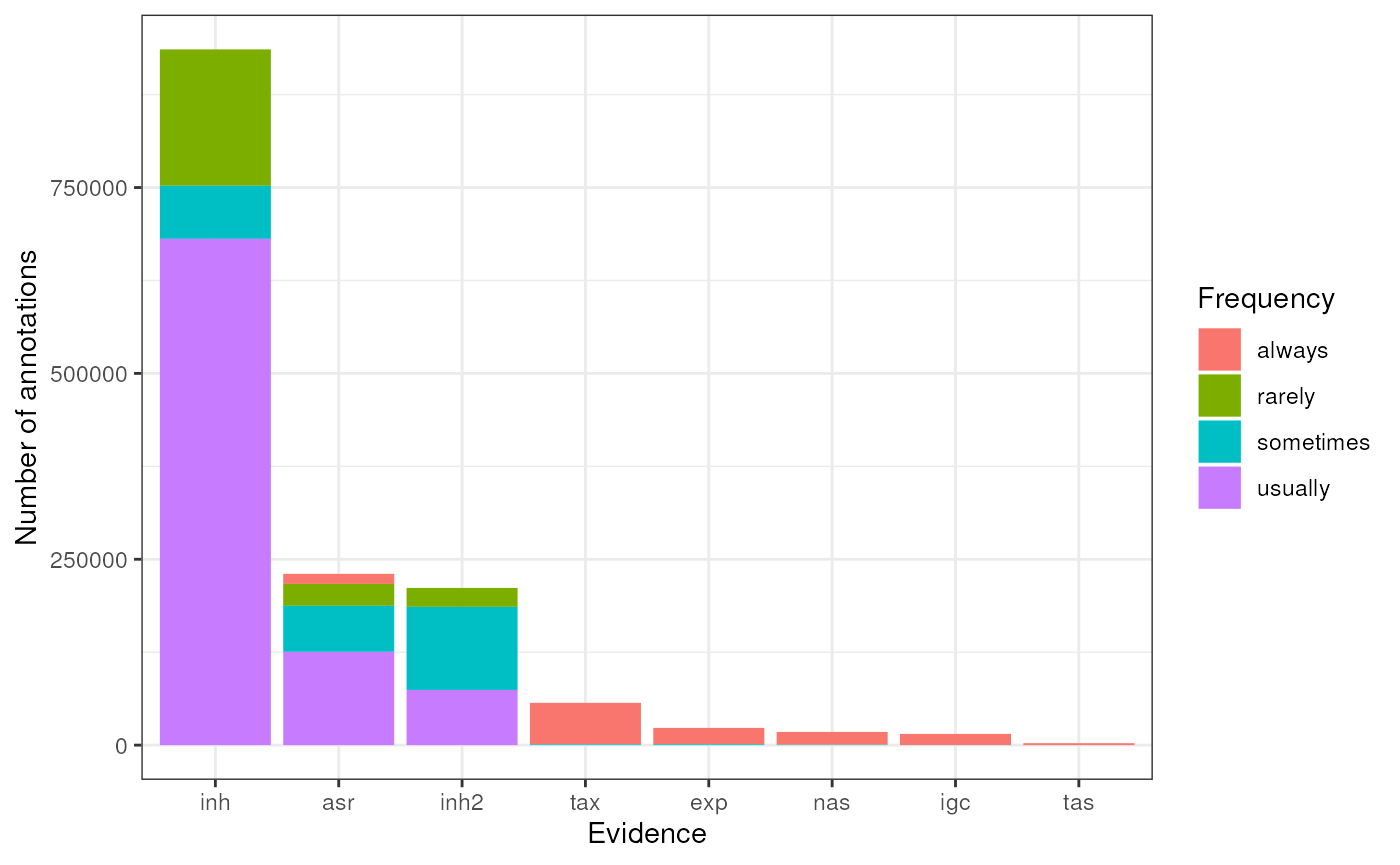 Number of annotations
750000
500000
250000
0
inh asr inh2 tax exp nas igc tas
Evidence
Frequency
always
rarely
sometimes
usually